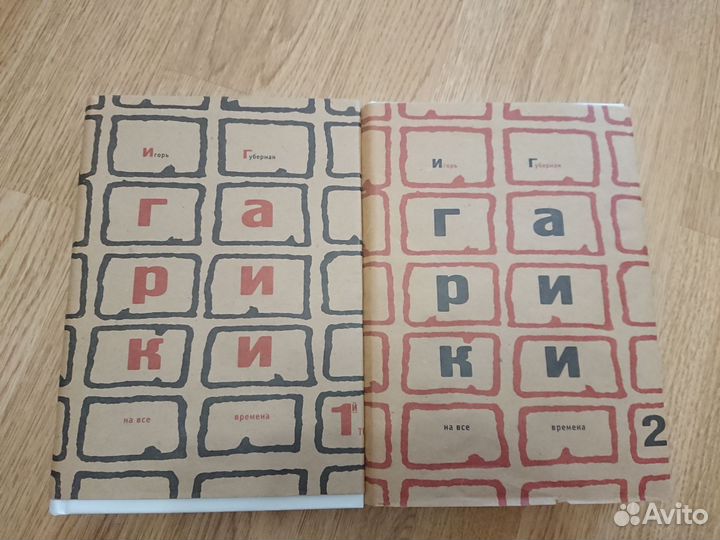 Игорь Губерман
га
ри
ки
на все времена
1й т
Игорь Губерман
га
ри
ки
на все времена
2
Avito